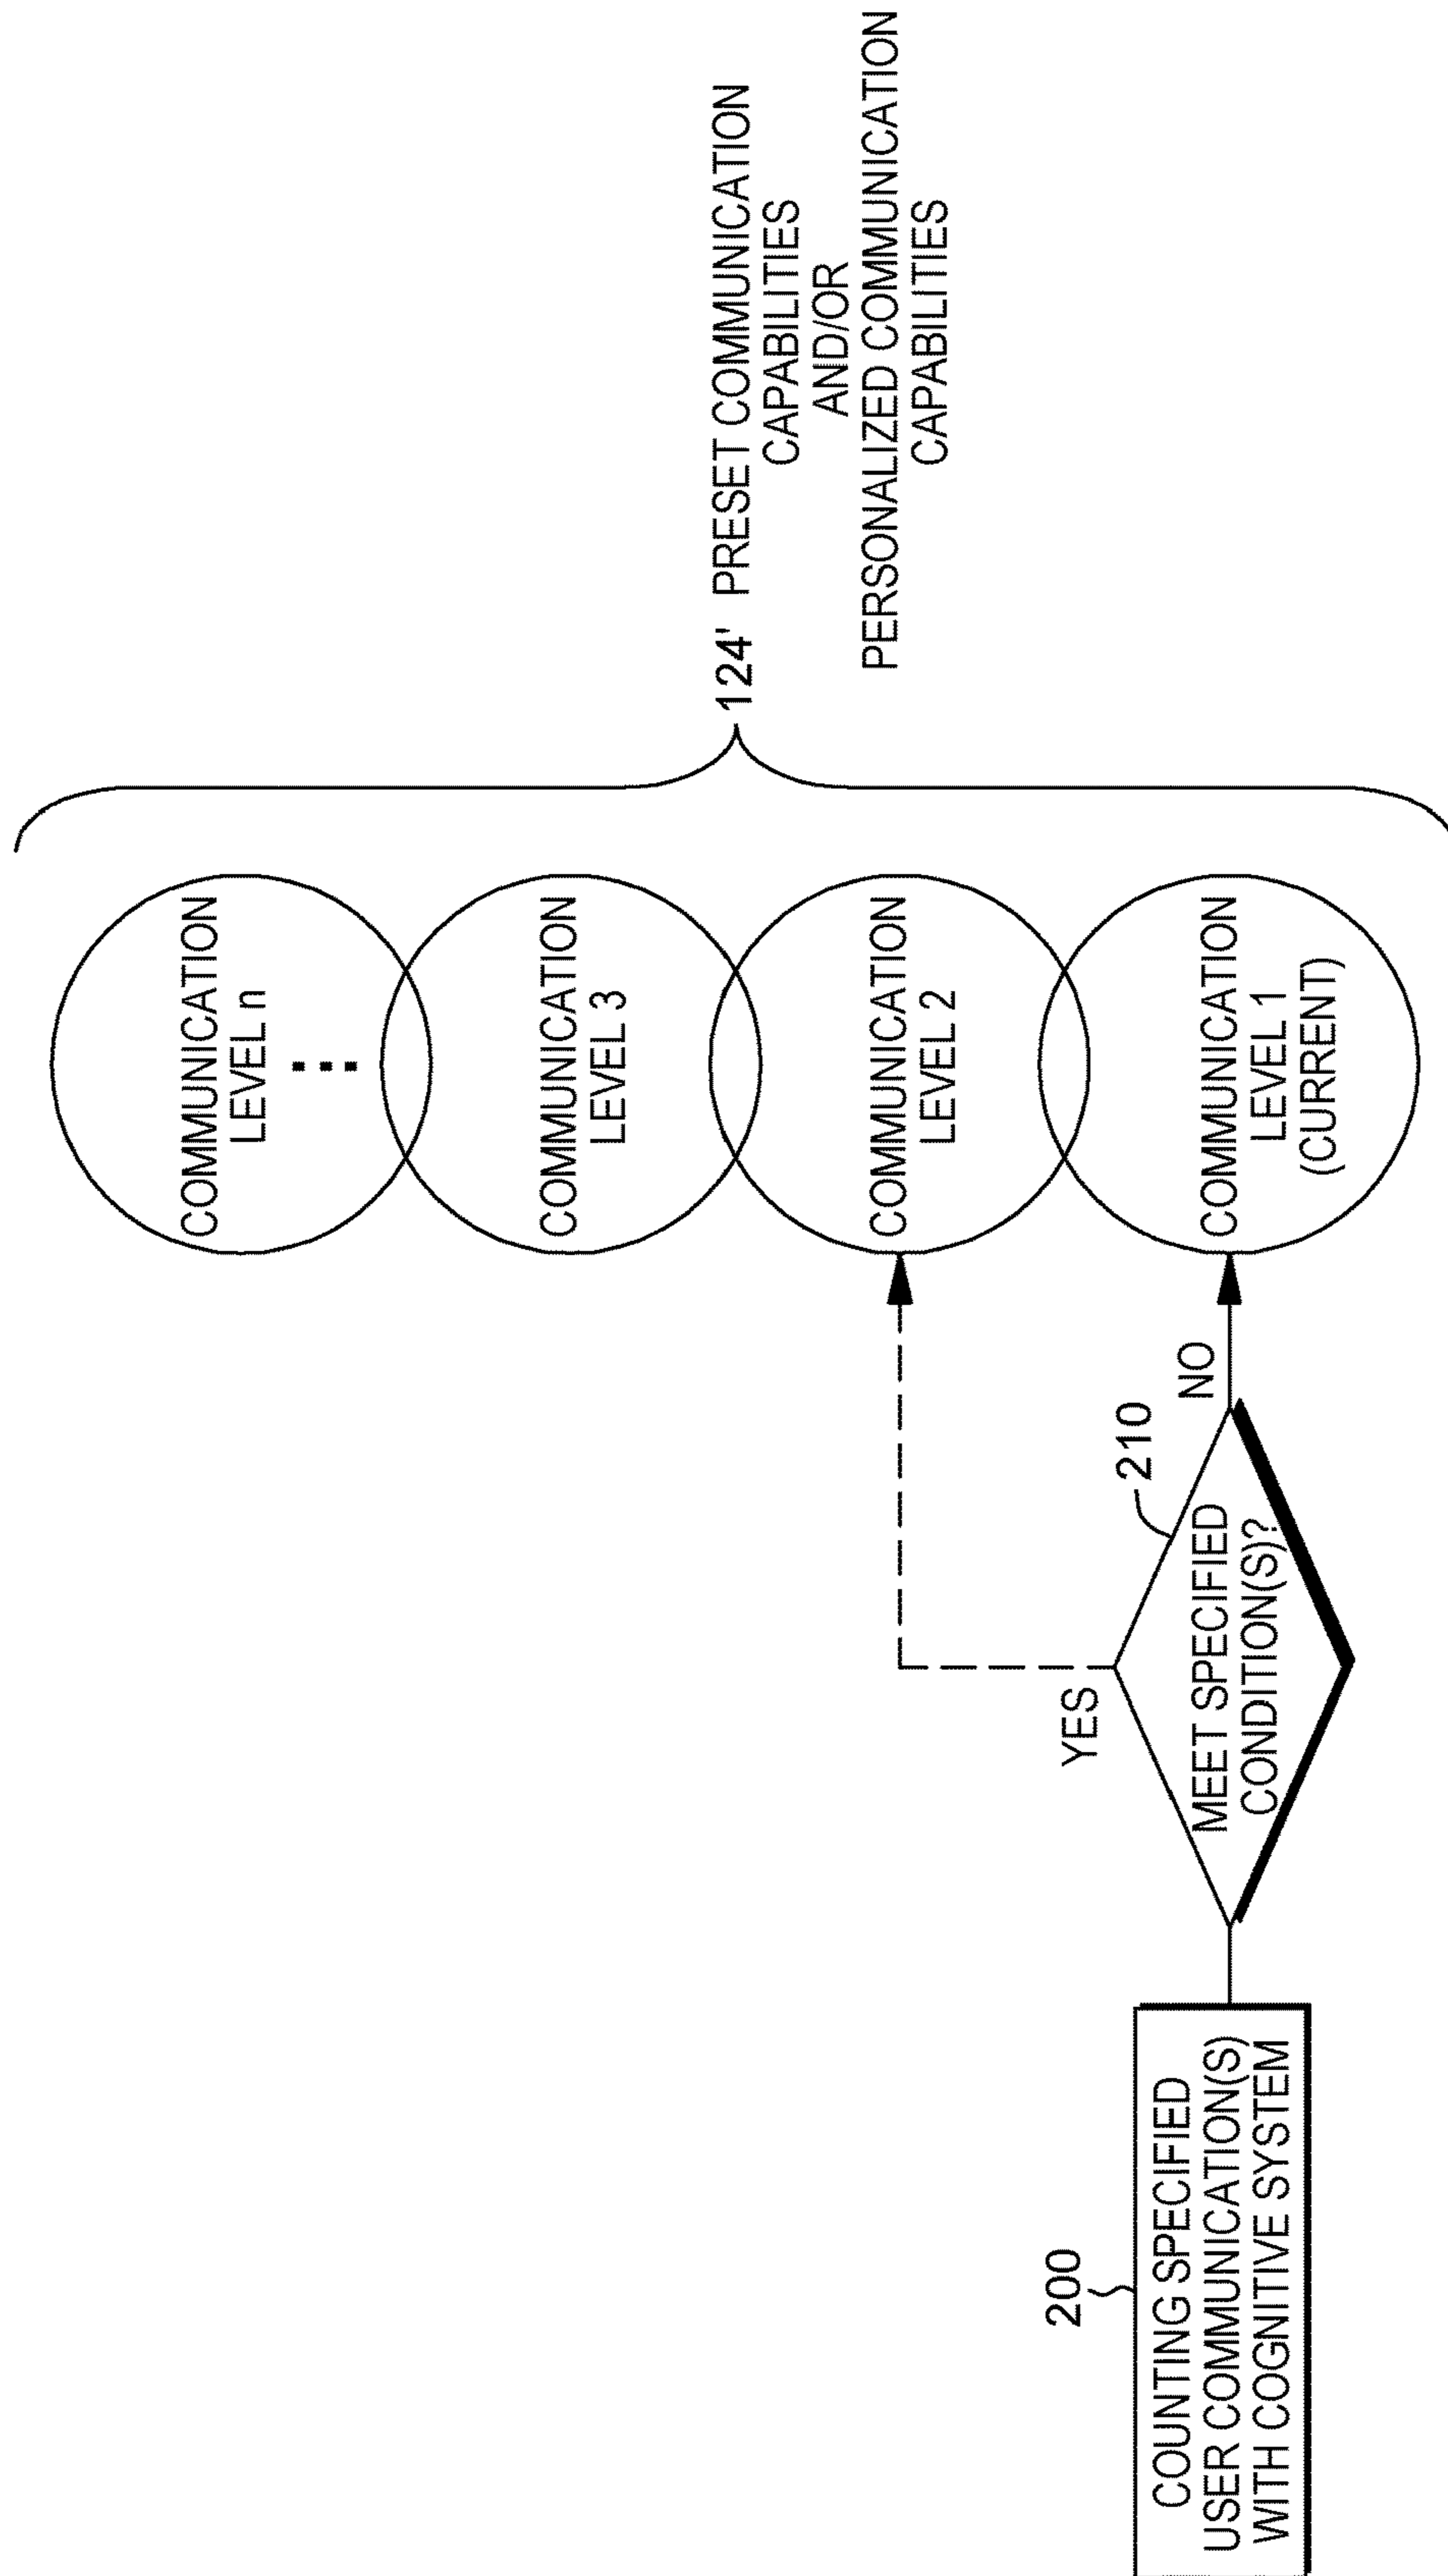 200
COUNTING SPECIFIED
USER COMMUNICATION(S)
WITH COGNITIVE SYSTEM
210
MEET SPECIFIED
CONDITION(S)?
YES
NO
COMMUNICATION
LEVEL n
COMMUNICATION
LEVEL 3
COMMUNICATION
LEVEL 2
COMMUNICATION
LEVEL 1
(CURRENT)
124' PRESET COMMUNICATION
CAPABILITIES
AND/OR
PERSONALIZED COMMUNICATION
CAPABILITIES